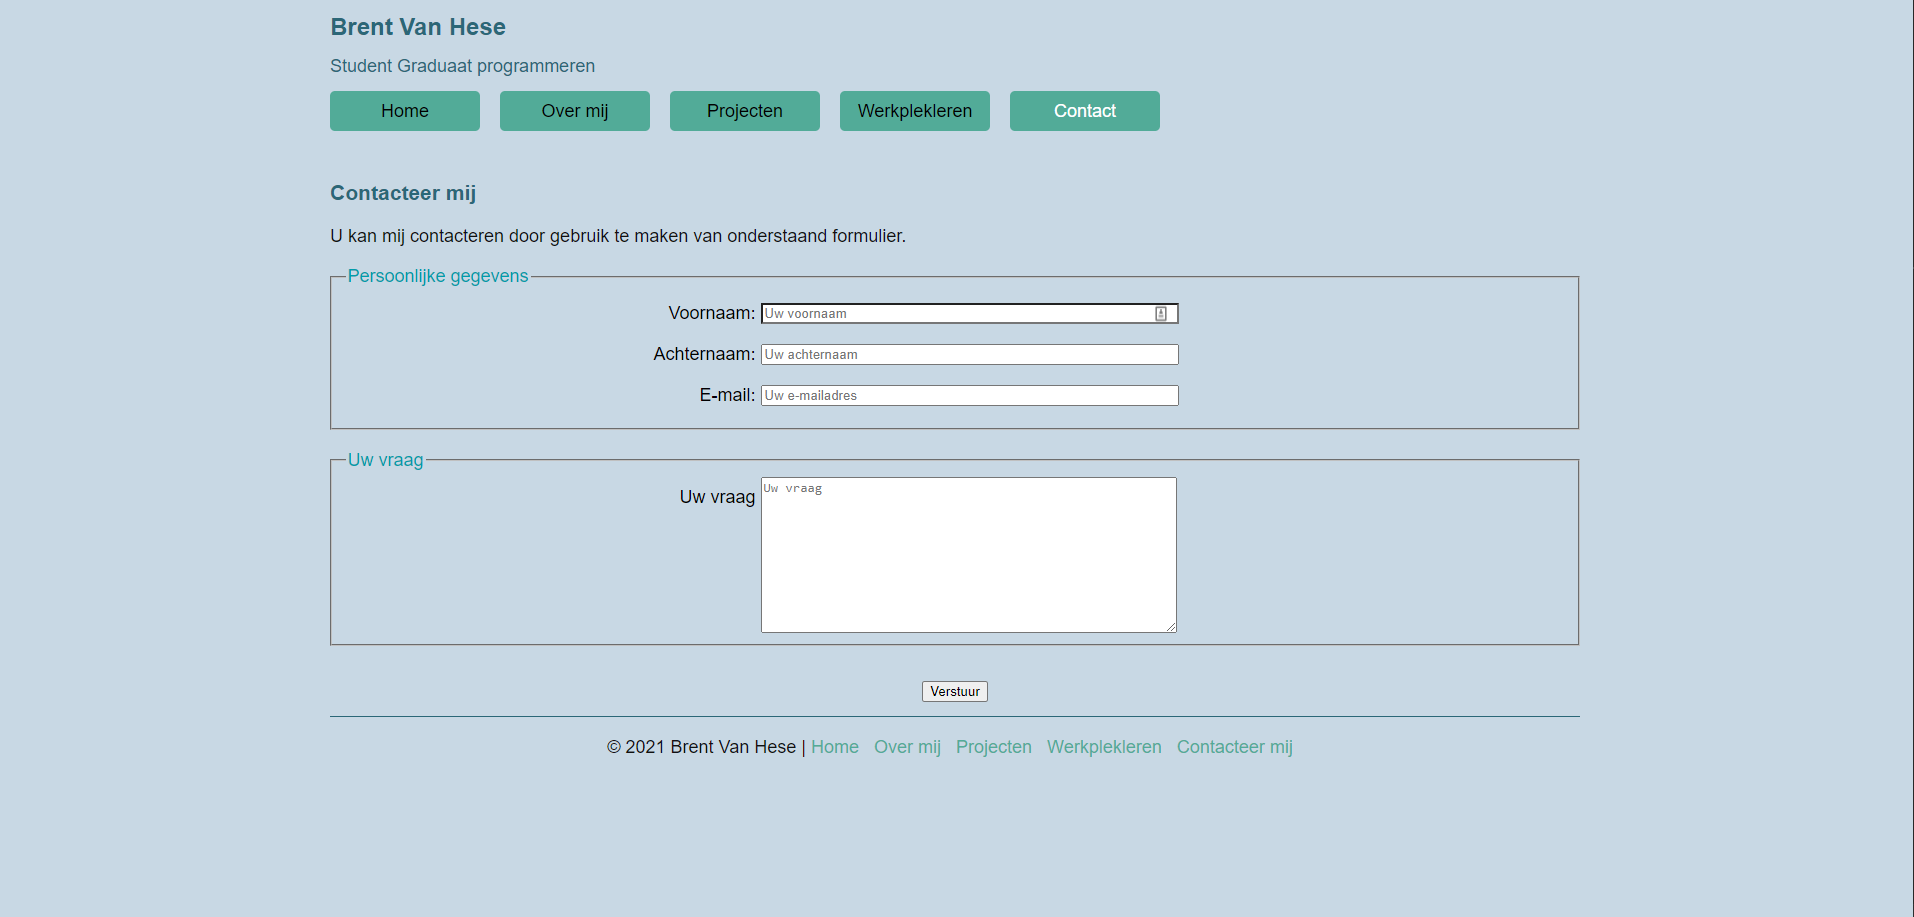 Brent Van Hese
Student Graduaat programmeren
Home Over mij Projecten Werkplekleren Contact
Contacteer mij
U kan mij contacteren door gebruik te maken van onderstaand formulier.
Persoonlijke gegevens
Voornaam: Uw voornaam
Achternaam: Uw achternaam
E-mail: Uw e-mailadres
Uw vraag
Uw vraag Uw vraag
Verstuur
© 2021 Brent Van Hese | Home Over mij Projecten Werkplekleren Contacteer mij